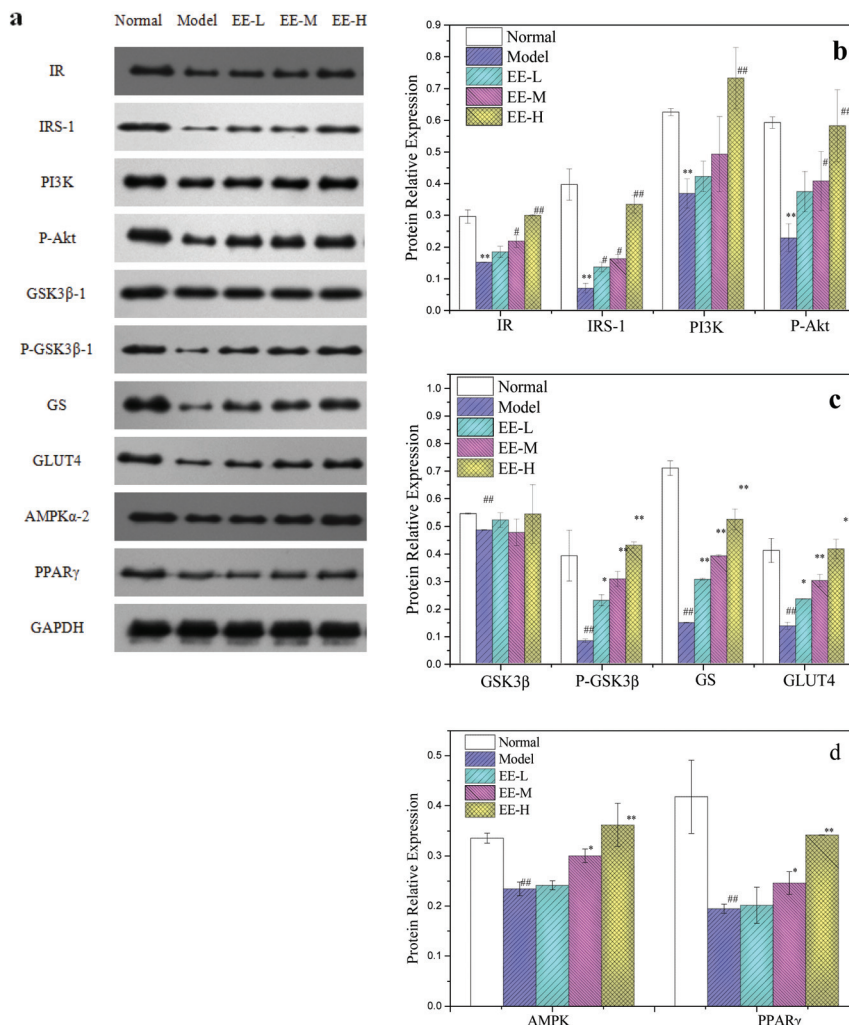 a
Normal Model EE-L EE-M EE-H
IR
IRS-1
PI3K
P-Akt
GSK3β-1
P-GSK3β-1
GS
GLUT4
AMPKα-2
PPARγ
GAPDH
b
Protein Relative Expression
0.9
0.8
0.7
0.6
0.5
0.4
0.3
0.2
0.1
0.0
Normal
Model
EE-L
EE-M
EE-H
** # ##
** # # ##
** ##
** # ##
IR IRS-1 PI3K P-Akt
c
Protein Relative Expression
1.0
0.9
0.8
0.7
0.6
0.5
0.4
0.3
0.2
0.1
0.0
Normal
Model
EE-L
EE-M
EE-H
##
## * ** **
## ** ** **
## * ** *
GSK3β P-GSK3β GS GLUT4
d
Protein Relative Expression
0.5
0.4
0.3
0.2
0.1
0.0
Normal
Model
EE-L
EE-M
EE-H
## * **
## * **
AMPK PPARγ